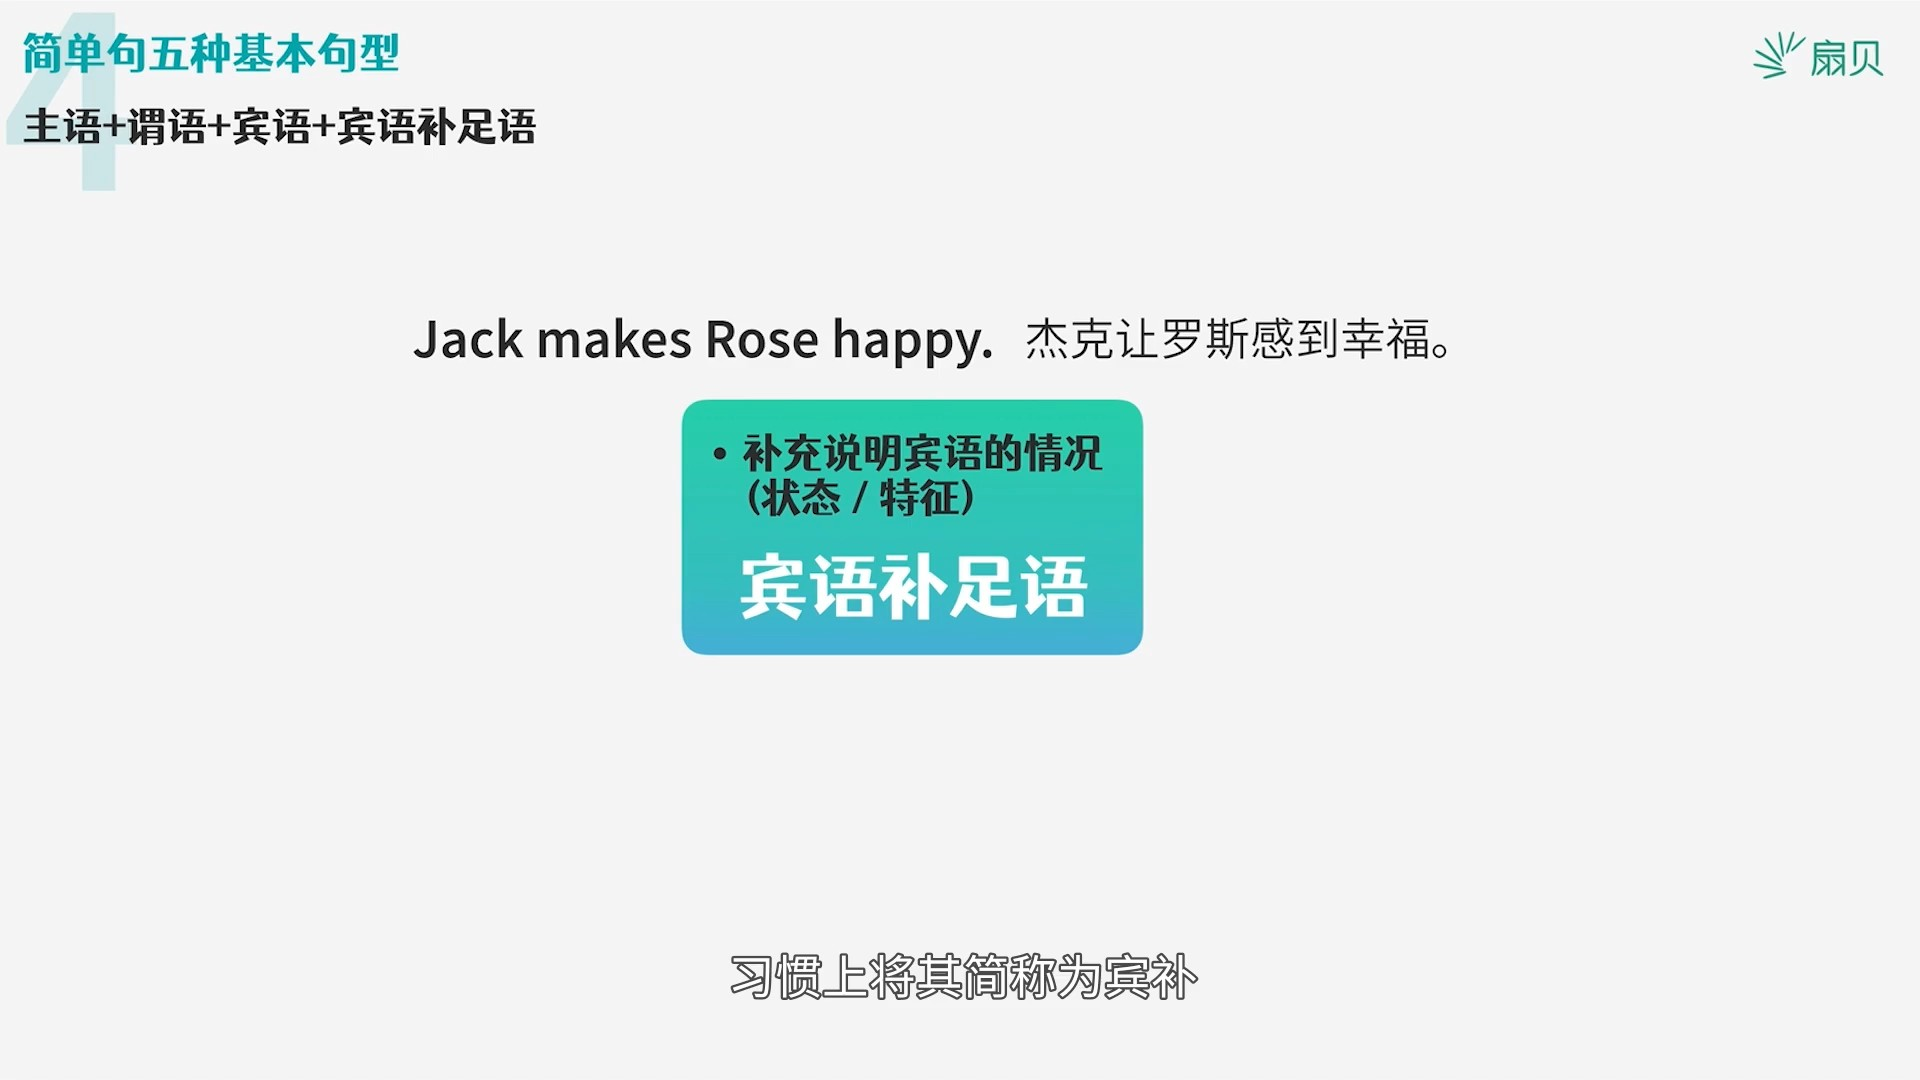 4
简单句五种基本句型
扇贝
主语+谓语+宾语+宾语补足语
Jack makes Rose happy. 杰克让罗斯感到幸福。
• 补充说明宾语的情况
(状态 / 特征)
宾语补足语
习惯上将其简称为宾补